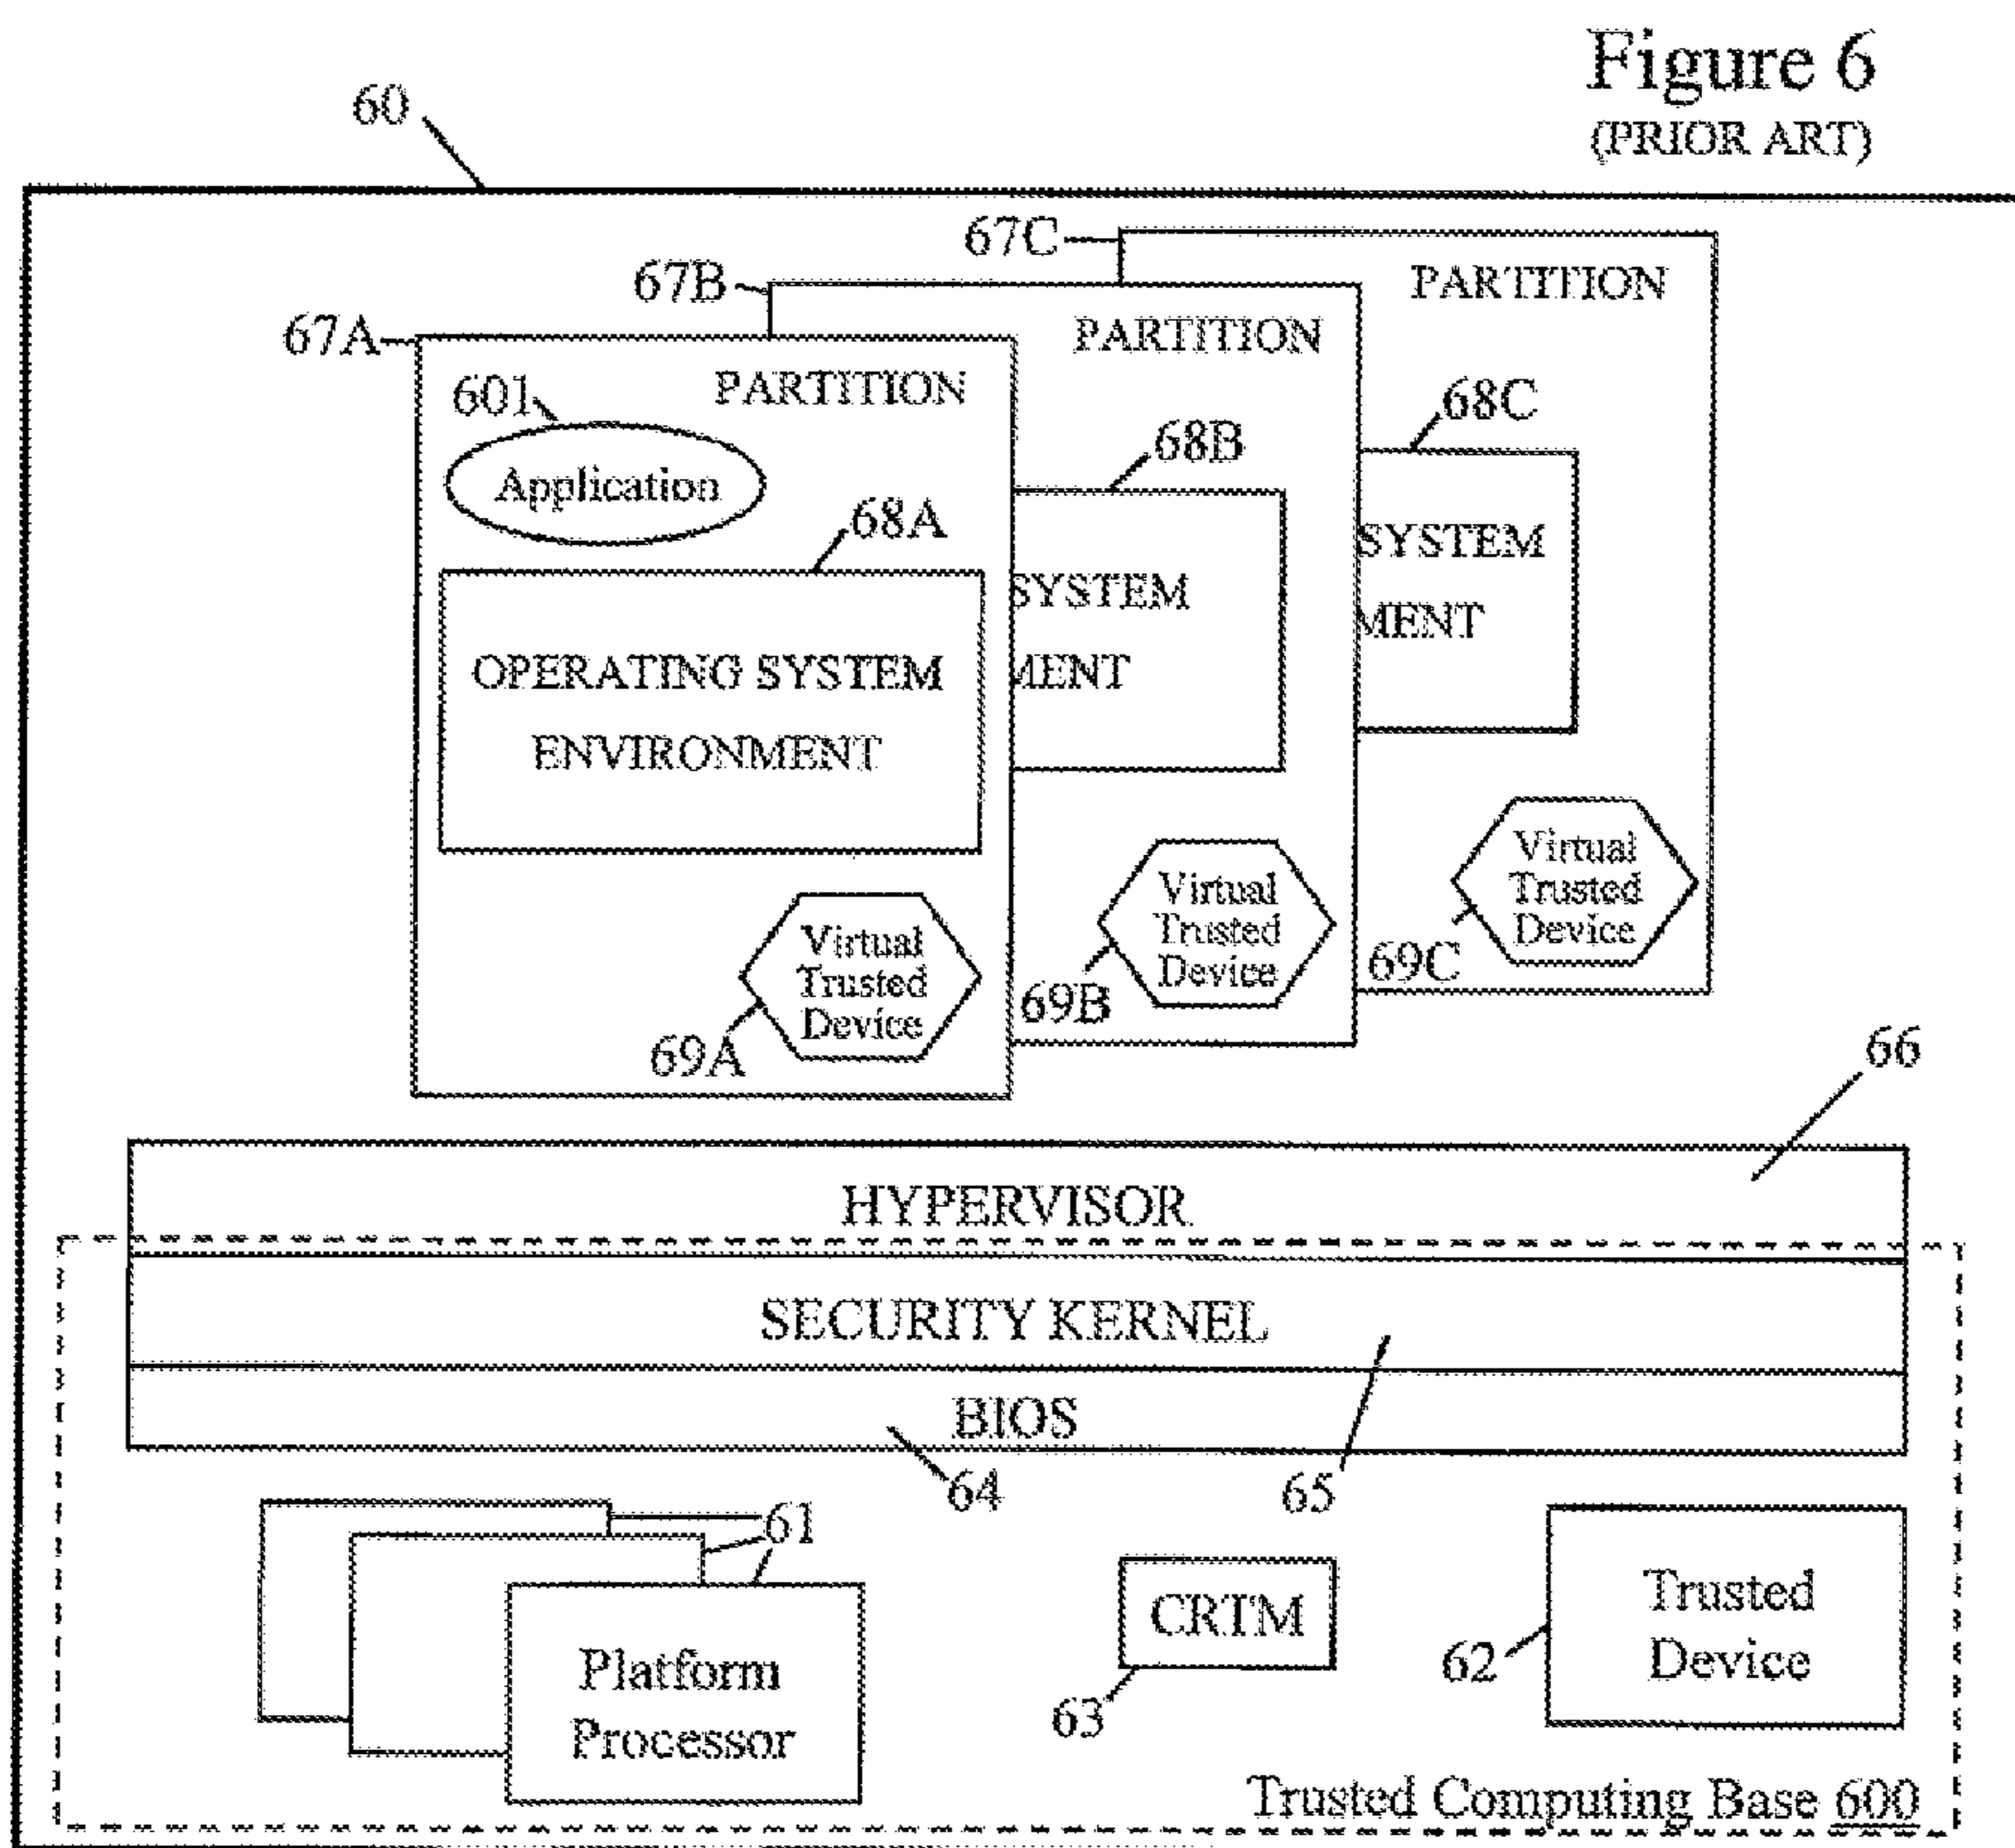 Figure 6
(PRIOR ART)
60
67C
PARTITION
67B
PARTITION
67A
PARTITION
601
Application
68C
68B
68A
SYSTEM
MENT
SYSTEM
MENT
OPERATING SYSTEM
ENVIRONMENT
Virtual
Trusted
Device
69C
Virtual
Trusted
Device
69B
Virtual
Trusted
Device
69A
66
HYPERVISOR
SECURITY KERNEL
BIOS
64
65
61
Platform
Processor
CRTM
63
62
Trusted
Device
Trusted Computing Base 600